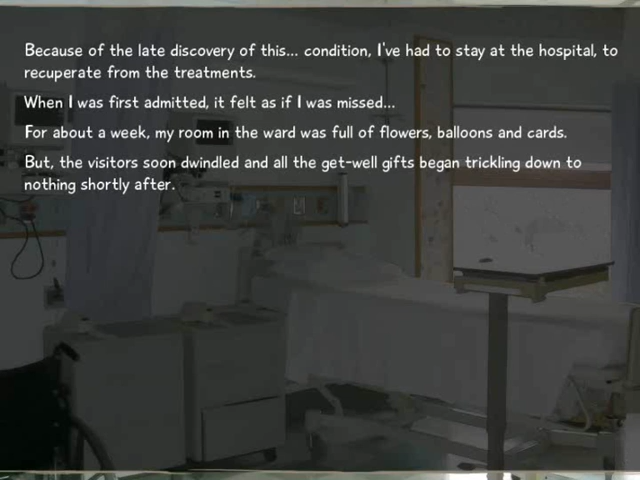 Because of the late discovery of this... condition, I've had to stay at the hospital, to
recuperate from the treatments.
When I was first admitted, it felt as if I was missed...
For about a week, my room in the ward was full of flowers, balloons and cards.
But, the visitors soon dwindled and all the get-well gifts began trickling down to
nothing shortly after.